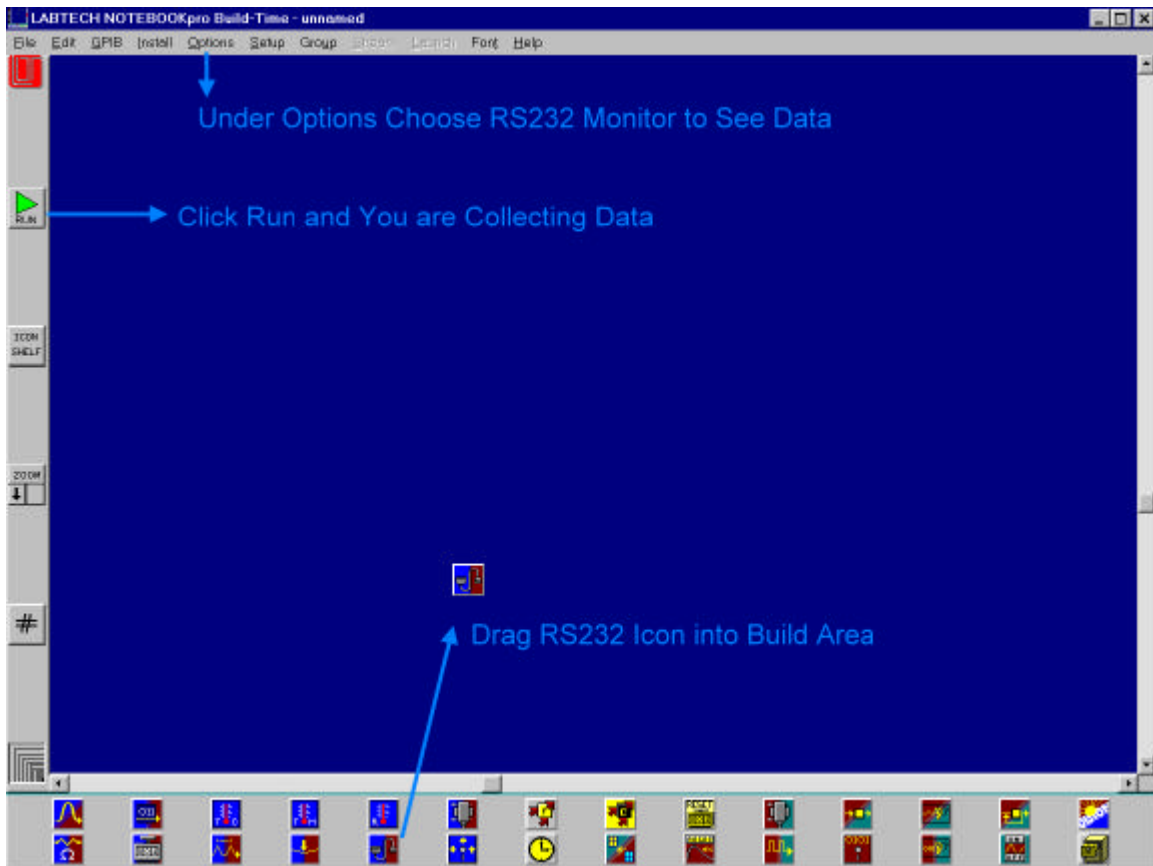 LABTECH NOTEBOOKpro Build-Time - unnamed
File Edit GPIB Install Options Setup Group Launch Font Help
Under Options Choose RS232 Monitor to See Data
RUN
Click Run and You are Collecting Data
ICON
SHELF
ZOOM
#
Drag RS232 Icon into Build Area